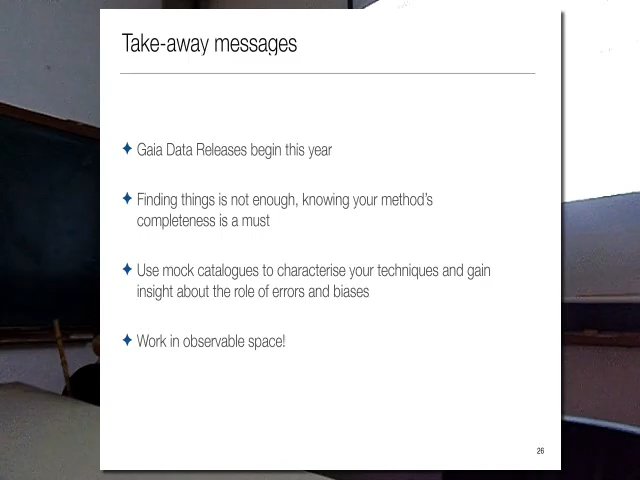 Take-away messages
Gaia Data Releases begin this year
Finding things is not enough, knowing your method's
completeness is a must
Use mock catalogues to characterise your techniques and gain
insight about the role of errors and biases
Work in observable space!
26